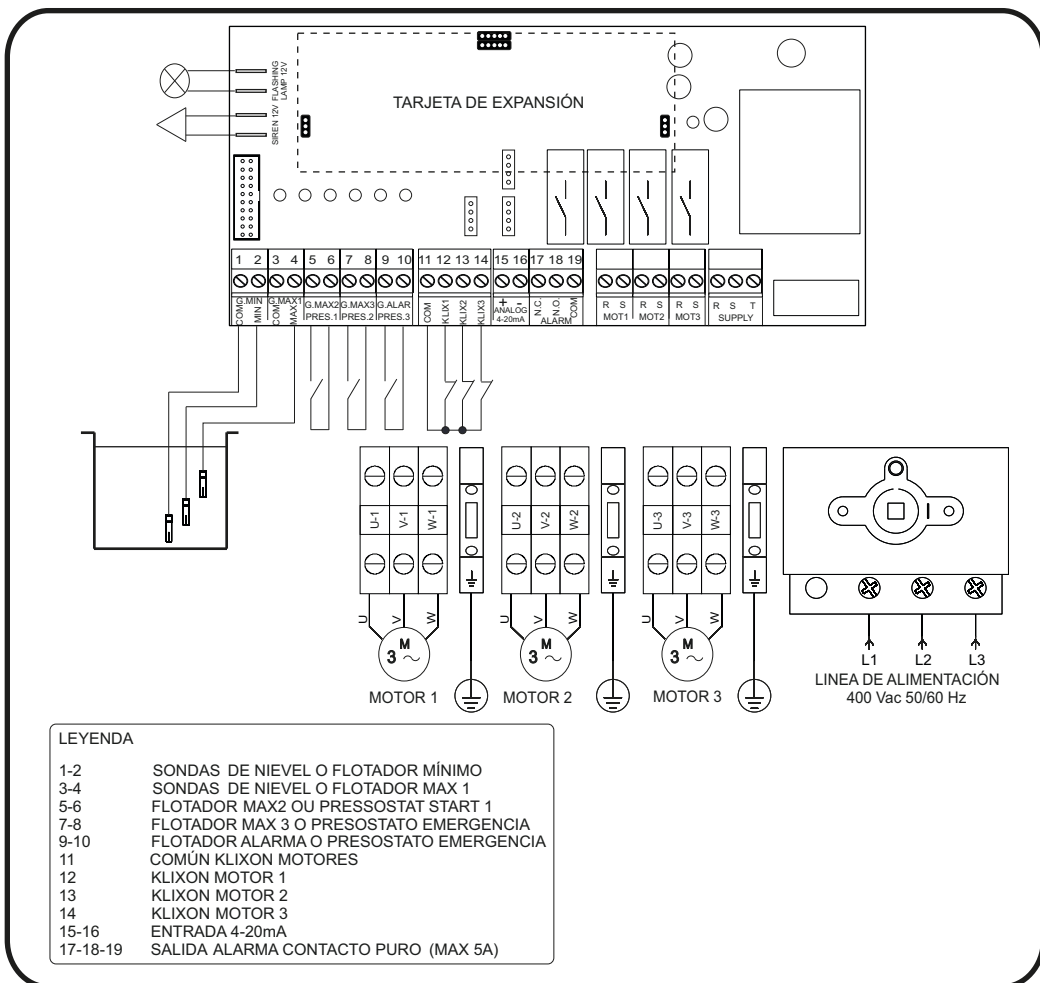 FLASHING
LAMP 12V
SIREN 12V
TARJETA DE EXPANSIÓN
1 2 3 4 5 6 7 8 9 10 11 12 13 14 15 16 17 18 19
COM
G.MIN
MIN
COM
G.MAX1
MAX1
G.MAX2
PRES.1
G.MAX3
PRES.2
G.ALAR
PRES.3
COM
KLIX1
KLIX2
KLIX3
+ -
ANALOG
4-20mA
N.C.
N.O.
COM
ALARM
R S
MOT1
R S
MOT2
R S
MOT3
R S T
SUPPLY
U-1 V-1 W-1
U-2 V-2 W-2
U-3 V-3 W-3
I
U V W
U V W
U V W
M
3 ~
M
3 ~
M
3 ~
MOTOR 1
MOTOR 2
MOTOR 3
L1 L2 L3
LINEA DE ALIMENTACIÓN
400 Vac 50/60 Hz
LEYENDA
1-2 SONDAS DE NIEVEL O FLOTADOR MÍNIMO
3-4 SONDAS DE NIEVEL O FLOTADOR MAX 1
5-6 FLOTADOR MAX2 OU PRESSOSTAT START 1
7-8 FLOTADOR MAX 3 O PRESOSTATO EMERGENCIA
9-10 FLOTADOR ALARMA O PRESOSTATO EMERGENCIA
11 COMÚN KLIXON MOTORES
12 KLIXON MOTOR 1
13 KLIXON MOTOR 2
14 KLIXON MOTOR 3
15-16 ENTRADA 4-20mA
17-18-19 SALIDA ALARMA CONTACTO PURO (MAX 5A)